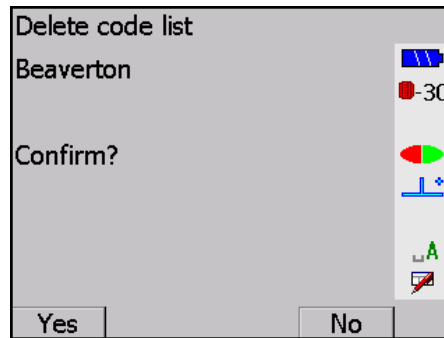 Delete code list
Beaverton
-30
Confirm?
A
Yes
No